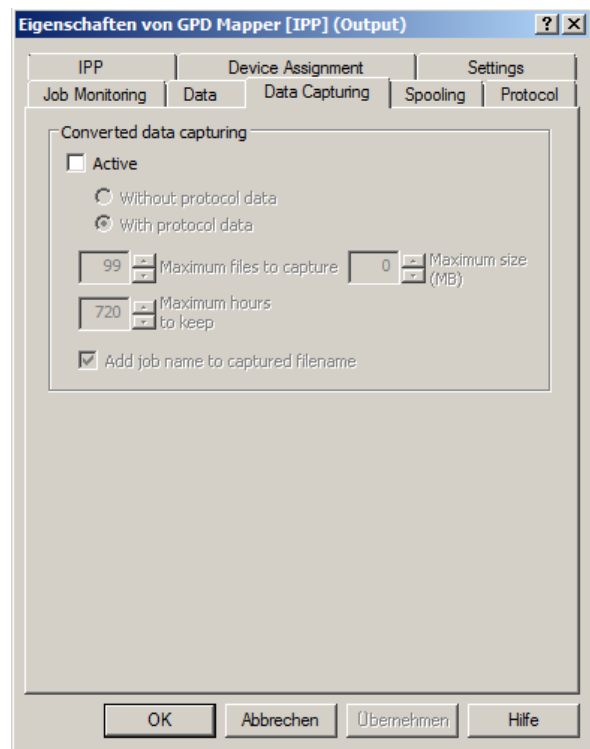 Eigenschaften von GPD Mapper [IPP] (Output)
IPP Device Assignment Settings
Job Monitoring Data Data Capturing Spooling Protocol
Converted data capturing
Active
Without protocol data
With protocol data
99 Maximum files to capture 0 Maximum size (MB)
720 Maximum hours to keep
Add job name to captured filename
OK Abbrechen Übernehmen Hilfe